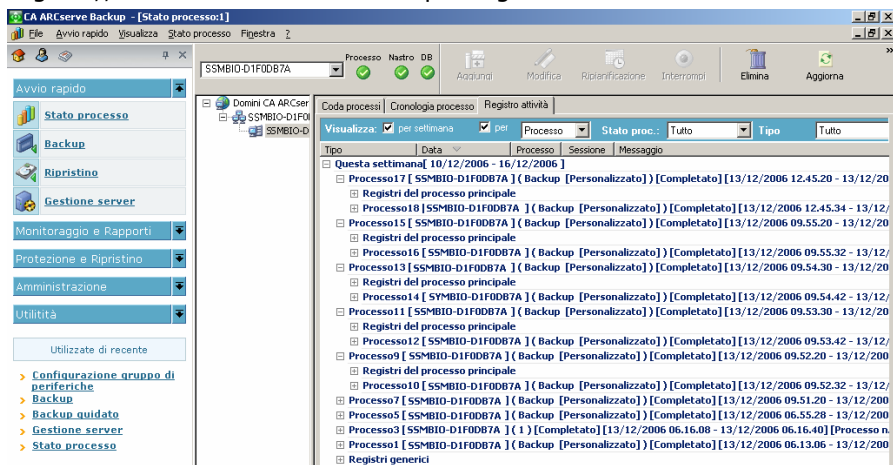 CA ARCserve Backup - [Stato processo:1]
File Avvio rapido Visualizza Stato processo Finestra ?
SSMBIO-D1F0DB7A
Processo Nastro DB
Aggiungi Modifica Ripianificazione Interrompi Elimina Aggiorna
Avvio rapido
Stato processo
Backup
Ripristino
Gestione server
Monitoraggio e Rapporti
Protezione e Ripristino
Amministrazione
Utilitità
Utilizzate di recente
Configurazione gruppo di
periferiche
Backup
Backup guidato
Gestione server
Stato processo
Domini CA ARCser
SSMBIO-D1F0I
SSMBIO-D
Coda processi Cronologia processo Registro attività
Visualizza: per settimana per Processo Stato proc.: Tutto Tipo Tutto
Tipo Data Processo Sessione Messaggio
Questa settimana[ 10/12/2006 - 16/12/2006 ]
Processo17 [ SSMBIO-D1F0DB7A ] ( Backup [Personalizzato] ) [Completato] [13/12/2006 12.45.20 - 13/12/20
Registri del processo principale
Processo18 [SSMBIO-D1F0DB7A ] ( Backup [Personalizzato] ) [Completato] [13/12/2006 12.45.34 - 13/12/
Processo15 [ SSMBIO-D1F0DB7A ] ( Backup [Personalizzato] ) [Completato] [13/12/2006 09.55.20 - 13/12/20
Registri del processo principale
Processo16 [ SSMBIO-D1F0DB7A ] ( Backup [Personalizzato] ) [Completato] [13/12/2006 09.55.32 - 13/12/
Processo13 [ SSMBIO-D1F0DB7A ] ( Backup [Personalizzato] ) [Completato] [13/12/2006 09.54.30 - 13/12/20
Registri del processo principale
Processo14 [ SYMBIO-D1F0DB7A ] ( Backup [Personalizzato] ) [Completato] [13/12/2006 09.54.42 - 13/12/
Processo11 [ SSMBIO-D1F0DB7A ] ( Backup [Personalizzato] ) [Completato] [13/12/2006 09.53.30 - 13/12/20
Registri del processo principale
Processo12 [ SSMBIO-D1F0DB7A ] ( Backup [Personalizzato] ) [Completato] [13/12/2006 09.53.42 - 13/12/
Processo9 [ SSMBIO-D1F0DB7A ] ( Backup [Personalizzato] ) [Completato] [13/12/2006 09.52.20 - 13/12/200
Registri del processo principale
Processo10 [ SSMBIO-D1F0DB7A ] ( Backup [Personalizzato] ) [Completato] [13/12/2006 09.52.32 - 13/12/
Processo7 [ SSMBIO-D1F0DB7A ] ( Backup [Personalizzato] ) [Completato] [13/12/2006 09.51.20 - 13/12/200
Processo5 [ SSMBIO-D1F0DB7A ] ( Backup [Personalizzato] ) [Completato] [13/12/2006 06.55.28 - 13/12/200
Processo3 [ SSMBIO-D1F0DB7A ] ( 1 ) [Completato] [13/12/2006 06.16.08 - 13/12/2006 06.16.40] [Processo n.
Processo1 [ SSMBIO-D1F0DB7A ] ( Backup [Personalizzato] ) [Completato] [13/12/2006 06.13.06 - 13/12/200
Registri generici